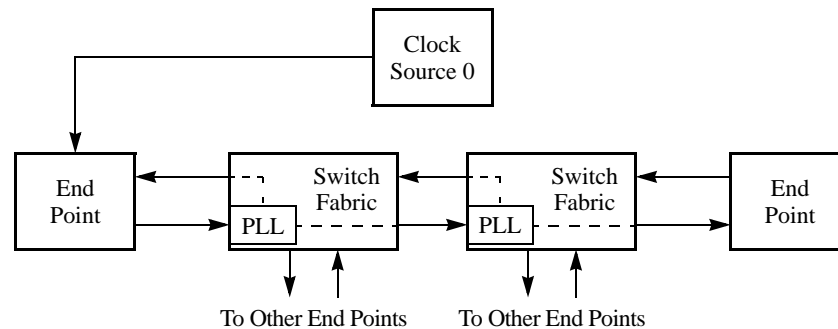 Clock
Source 0
End
Point
Switch
Fabric
PLL
Switch
Fabric
PLL
End
Point
To Other End Points
To Other End Points